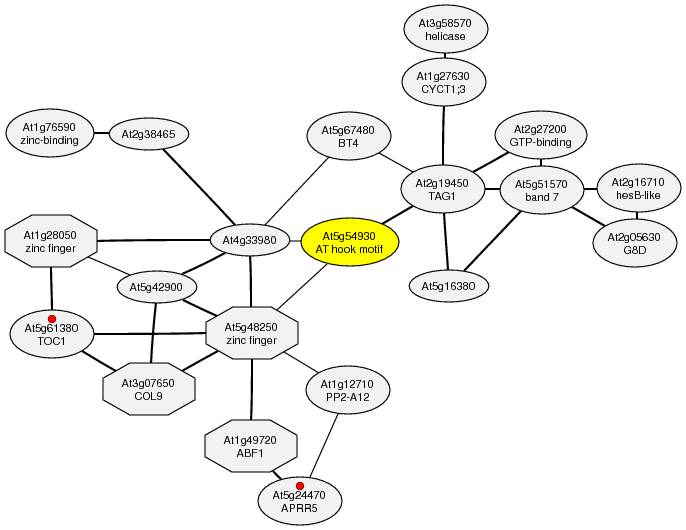 At3g58570
helicase
At1g27630
CYCT1;3
At1g76590
zinc-binding
At2g38465
At5g67480
BT4
At2g27200
GTP-binding
At2g19450
TAG1
At5g51570
band 7
At2g16710
hesB-like
At1g28050
zinc finger
At4g33980
At5g54930
AT hook motif
At2g05630
G8D
At5g42900
At5g16380
At5g61380
TOC1
At5g48250
zinc finger
At3g07650
COL9
At1g12710
PP2-A12
At1g49720
ABF1
At5g24470
APRR5